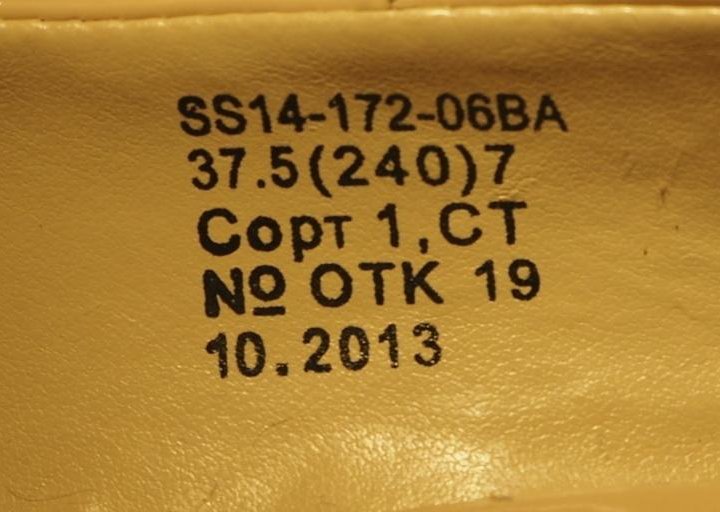 SS14-172-06BA
37.5(240)7
Сорт 1,СТ
№ ОТК 19
10.2013